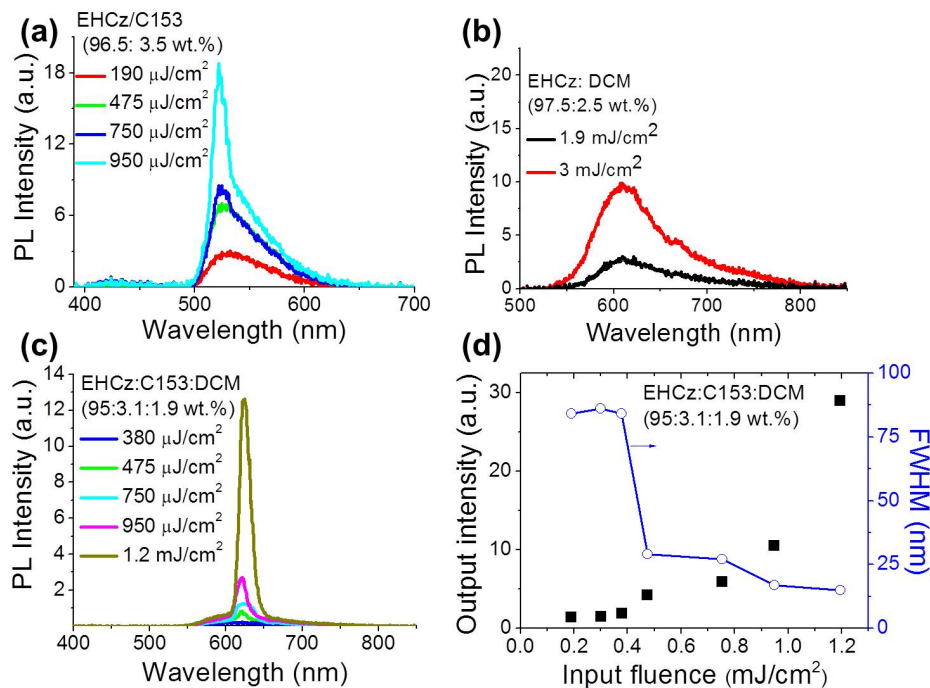 (a)
EHCz/C153
(96.5: 3.5 wt.%)
190 μJ/cm²
475 μJ/cm²
750 μJ/cm²
950 μJ/cm²
PL Intensity (a.u.)
18
12
6
0
400 500 600 700
Wavelength (nm)
(b)
EHCz: DCM
(97.5:2.5 wt.%)
1.9 mJ/cm²
3 mJ/cm²
PL Intensity (a.u.)
20
15
10
5
0
500 600 700 800
Wavelength (nm)
(c)
EHCz:C153:DCM
(95:3.1:1.9 wt.%)
380 μJ/cm²
475 μJ/cm²
750 μJ/cm²
950 μJ/cm²
1.2 mJ/cm²
PL Intensity (a.u.)
14
12
10
8
6
4
2
400 500 600 700 800
Wavelength (nm)
(d)
EHCz:C153:DCM
(95:3.1:1.9 wt.%)
Output intensity (a.u.)
30
20
10
0
0.0 0.2 0.4 0.6 0.8 1.0 1.2
Input fluence (mJ/cm²)
100
75
50
25
0
FWHM (nm)